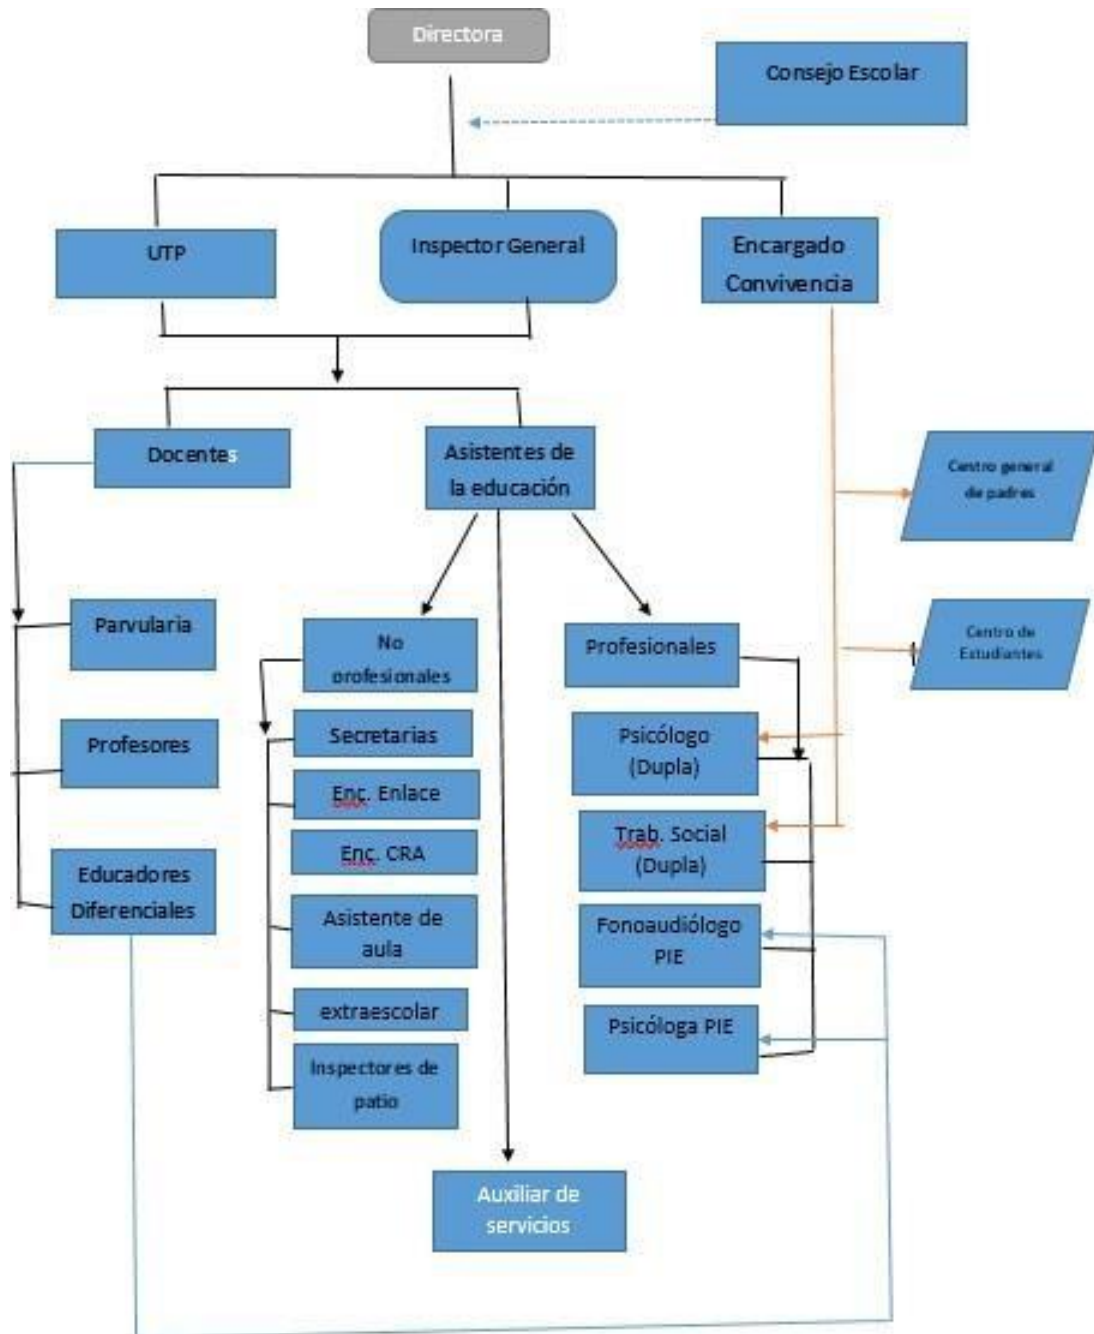 Directora
Consejo Escolar
UTP
Inspector General
Encargado
Convivencia
Docentes
Asistentes de
la educación
Centro general
de padres
Parvularia
No
profesionales
Profesionales
Centro de
Estudiantes
Profesores
Secretarias
Psicólogo
(Dupla)
Enc. Enlace
Enc. CRA
Trab. Social
(Dupla)
Educadores
Diferenciales
Asistente de
aula
Fonoaudiólogo
PIE
extraescolar
Psicóloga PIE
Inspectores de
patio
Auxiliar de
servicios